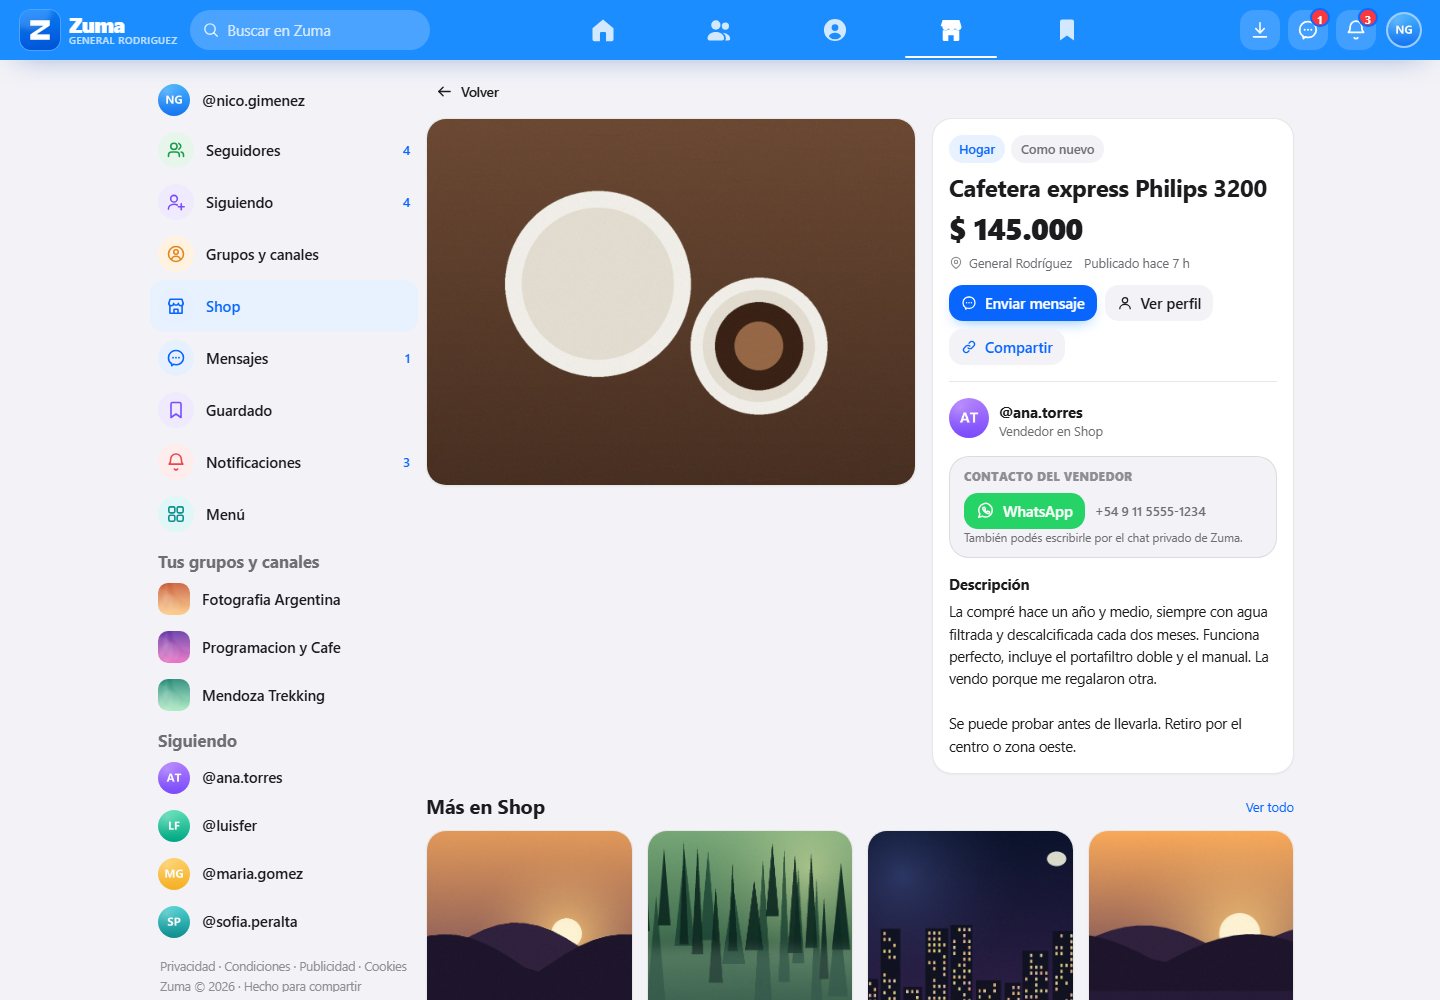 Zuma
GENERAL RODRIGUEZ
Buscar en Zuma
1
3
NG
NG
@nico.gimenez
Seguidores 4
Siguiendo 4
Grupos y canales
Shop
Mensajes 1
Guardado
Notificaciones 3
Menú
Tus grupos y canales
Fotografia Argentina
Programacion y Cafe
Mendoza Trekking
Siguiendo
AT @ana.torres
LF @luisfer
MG @maria.gomez
SP @sofia.peralta
Privacidad · Condiciones · Publicidad · Cookies
Zuma © 2026 · Hecho para compartir
Volver
Hogar Como nuevo
Cafetera express Philips 3200
$ 145.000
General Rodríguez Publicado hace 7 h
Enviar mensaje Ver perfil
Compartir
AT
@ana.torres
Vendedor en Shop
CONTACTO DEL VENDEDOR
WhatsApp +54 9 11 5555-1234
También podés escribirle por el chat privado de Zuma.
Descripción
La compré hace un año y medio, siempre con agua
filtrada y descalcificada cada dos meses. Funciona
perfecto, incluye el portafiltro doble y el manual. La
vendo porque me regalaron otra.
Se puede probar antes de llevarla. Retiro por el
centro o zona oeste.
Más en Shop Ver todo